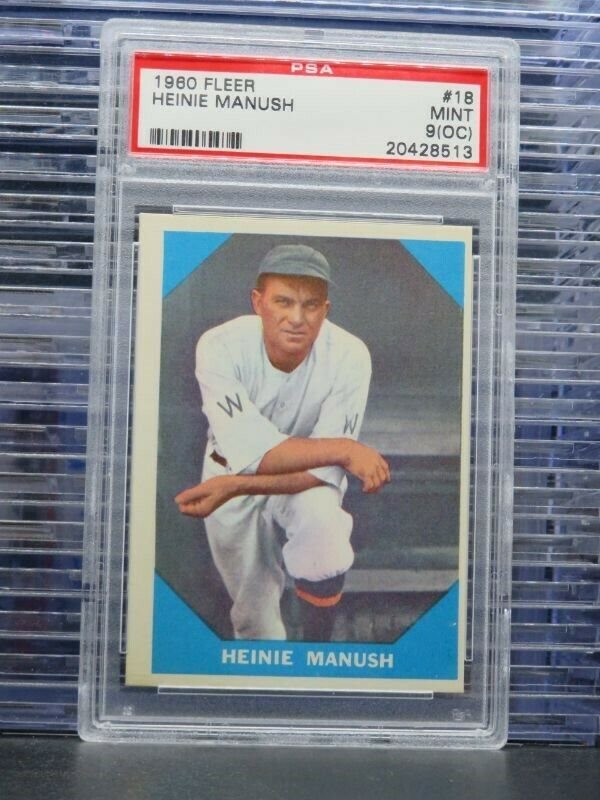 PSA
1960 FLEER #18
HEINIE MANUSH MINT
9(OC)
20428513
W W
HEINIE MANUSH